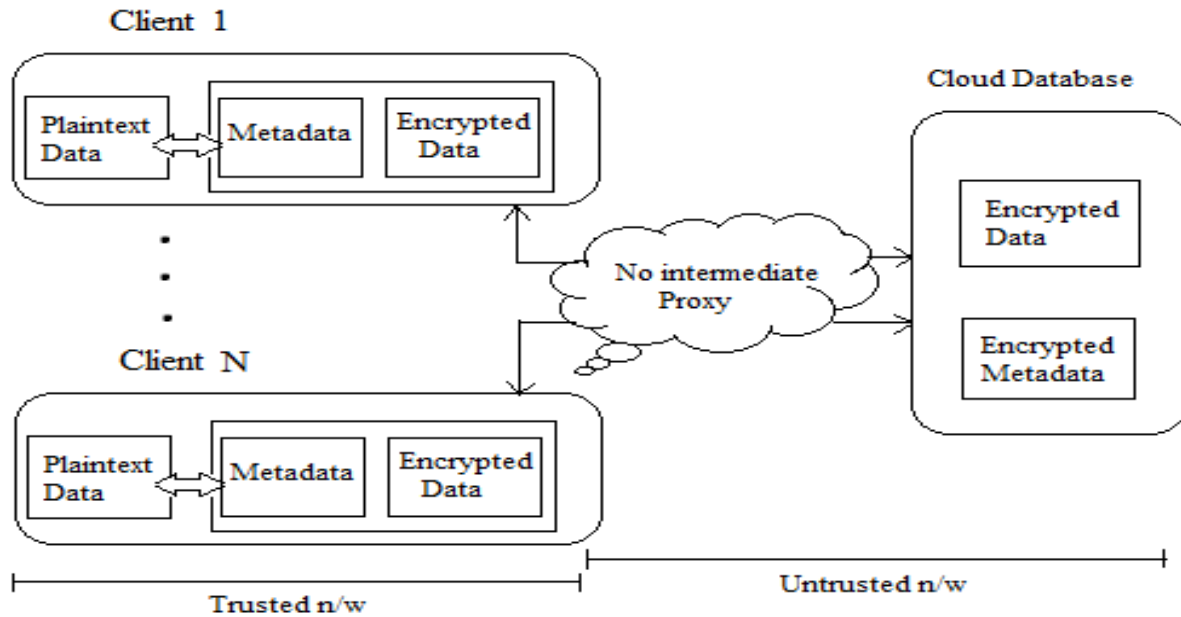 Client 1
Plaintext
Data
Metadata
Encrypted
Data
Cloud Database
Encrypted
Data
Encrypted
Metadata
No intermediate
Proxy
Client N
Plaintext
Data
Metadata
Encrypted
Data
Trusted n/w
Untrusted n/w